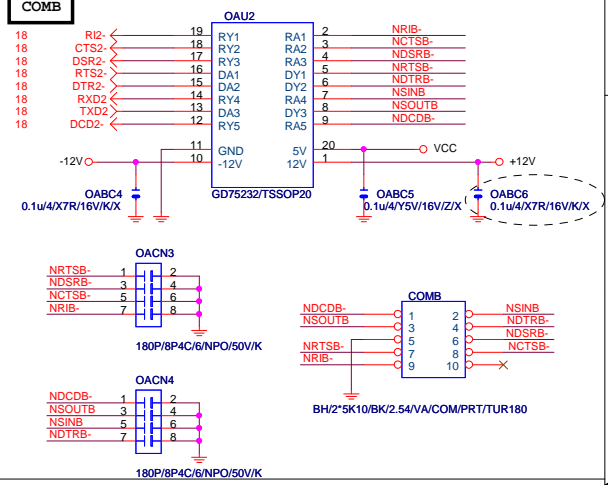 COMB
OAU2
18 RI2- 19 RY1 RA1 2 NRIB-
18 CTS2- 18 RY2 RA2 3 NCTSB-
18 DSR2- 17 RY3 RA3 4 NDSRB-
18 RTS2- 16 DA1 DY1 5 NRTSB-
18 DTR2- 15 DA2 DY2 6 NDTRB-
18 RXD2 14 RY4 RA4 7 NSINB
18 TXD2 13 DA3 DY3 8 NSOUTB
18 DCD2- 12 RY5 RA5 9 NDCDB-
11 GND 5V 20 VCC
-12V 10 -12V 12V 1 +12V
GD75232/TSSOP20
OABC4
0.1u/4/X7R/16V/K/X
OABC5
0.1u/4/Y5V/16V/Z/X
OABC6
0.1u/4/X7R/16V/K/X
OACN3
NRTSB- 1 2
NDSRB- 3 4
NCTSB- 5 6
NRIB- 7 8
180P/8P4C/6/NPO/50V/K
COMB
NDCDB- 1 2 NSINB
NSOUTB 3 4 NDTRB-
5 6 NDSRB-
NRTSB- 7 8 NCTSB-
NRIB- 9 10
BH/2*5K10/BK/2.54/VA/COM/PRT/TUR180
OACN4
NDCDB- 1 2
NSOUTB 3 4
NSINB 5 6
NDTRB- 7 8
180P/8P4C/6/NPO/50V/K